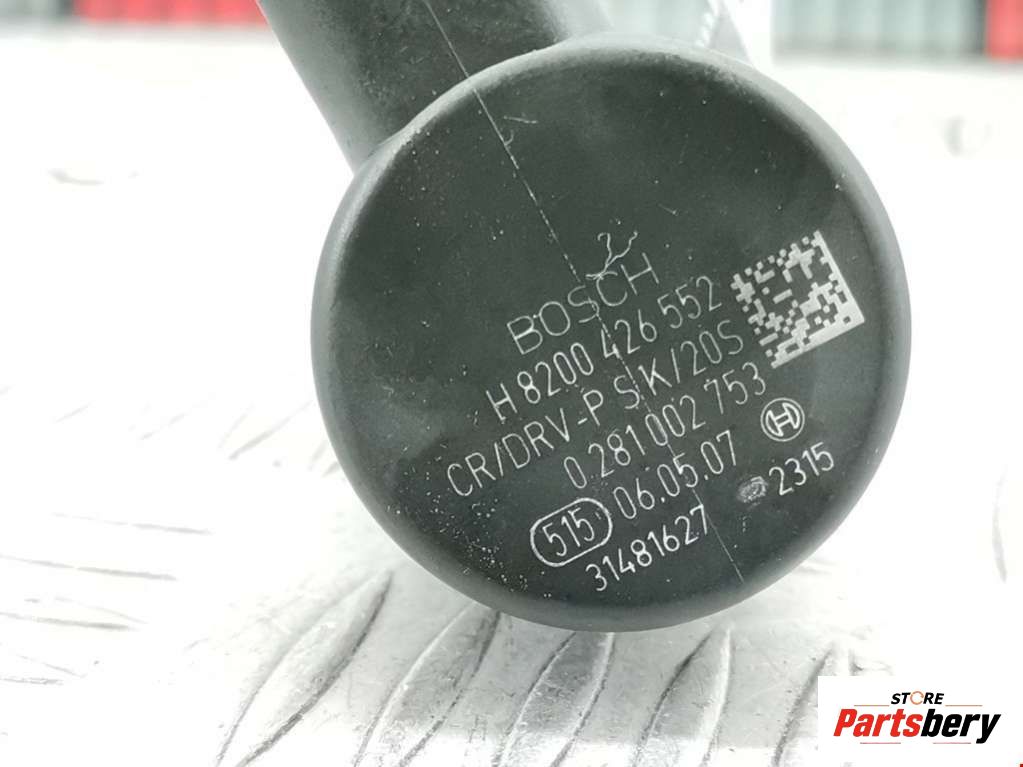 BOSCH
H 8200 426 552
CR/DRV-P SK/20S
0 281 002 753
515 06.05.07 H
31481627 2315
STORE
Partsbery